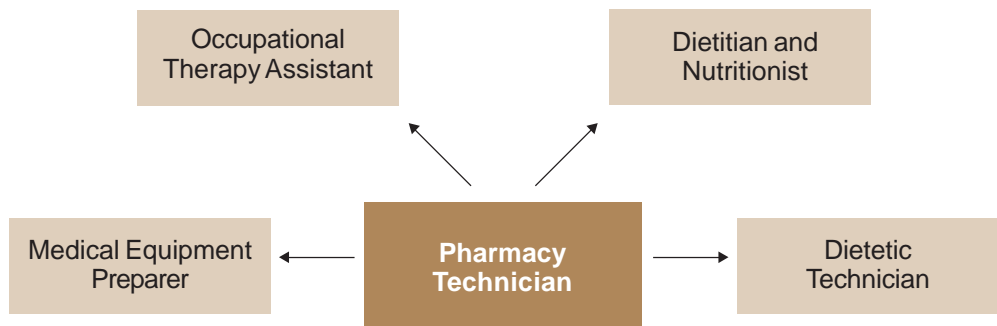 Occupational
Therapy Assistant
Dietitian and
Nutritionist
Medical Equipment
Preparer
Pharmacy
Technician
Dietetic
Technician